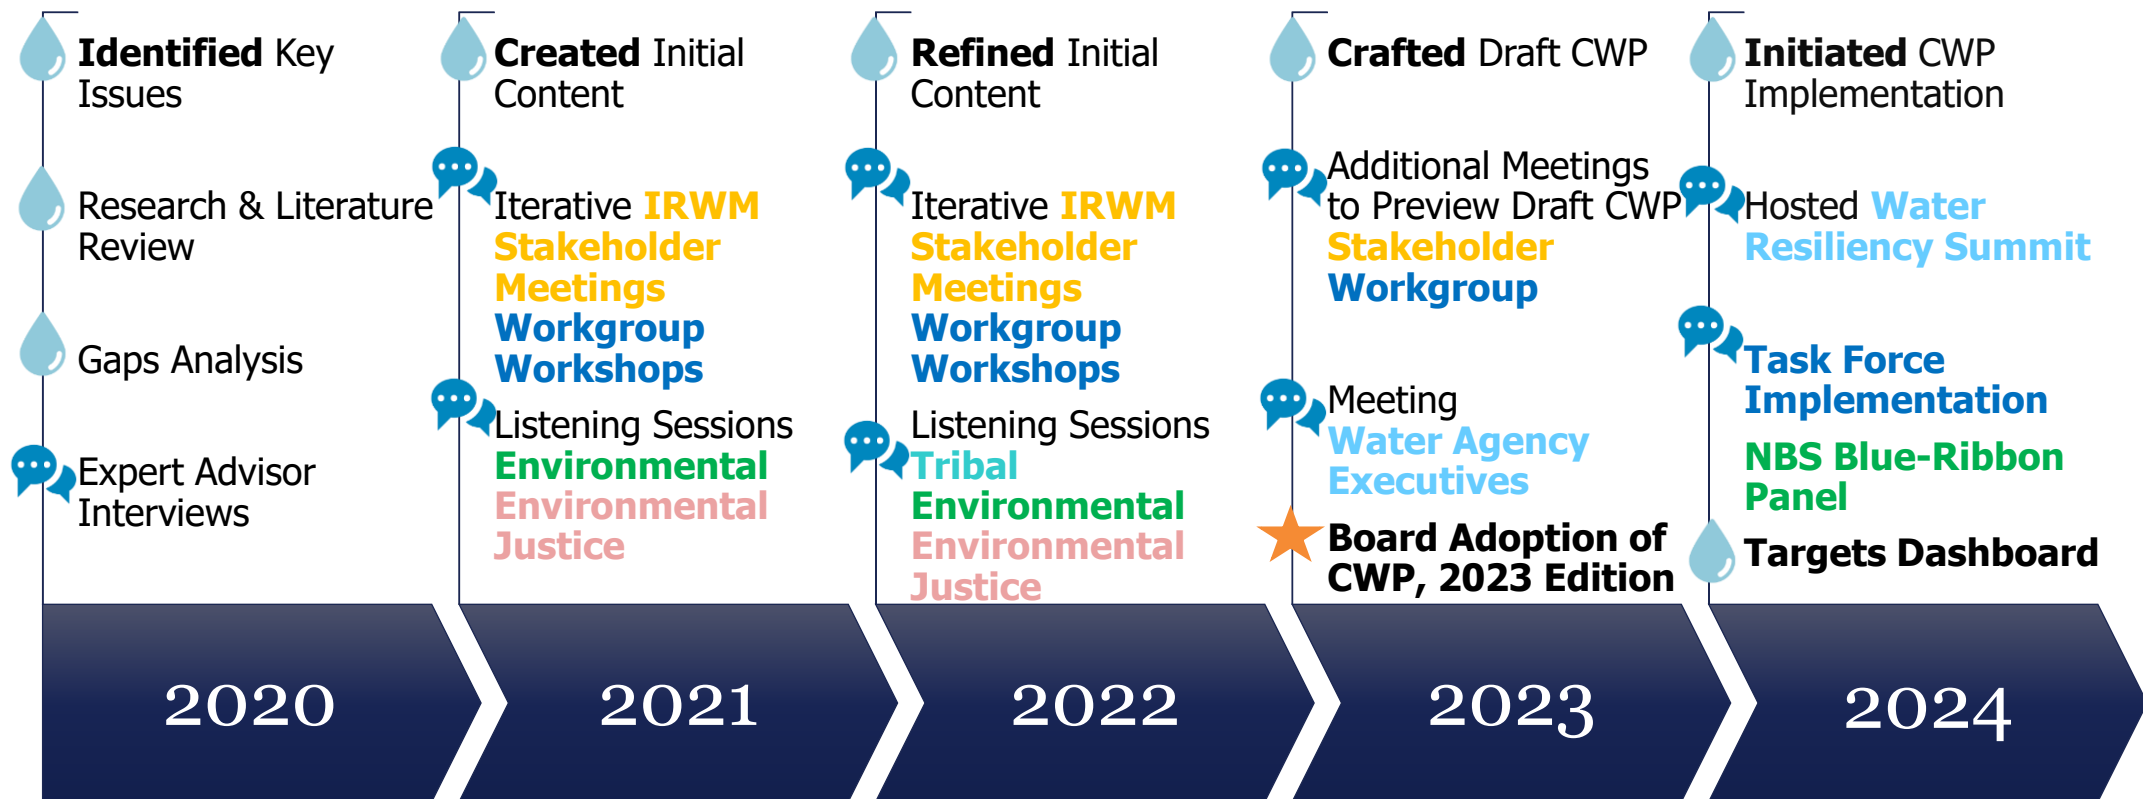 Identified Key
Issues
Research & Literature
Review
Gaps Analysis
Expert Advisor
Interviews
Created Initial
Content
Iterative IRWM
Stakeholder
Meetings
Workgroup
Workshops
Listening Sessions
Environmental
Environmental
Justice
Refined Initial
Content
Iterative IRWM
Stakeholder
Meetings
Workgroup
Workshops
Listening Sessions
Tribal
Environmental
Environmental
Justice
Crafted Draft CWP
Additional Meetings
to Preview Draft CWP
Stakeholder
Workgroup
Meeting
Water Agency
Executives
Board Adoption of
CWP, 2023 Edition
Initiated CWP
Implementation
Hosted Water
Resiliency Summit
Task Force
Implementation
NBS Blue-Ribbon
Panel
Targets Dashboard
2020
2021
2022
2023
2024